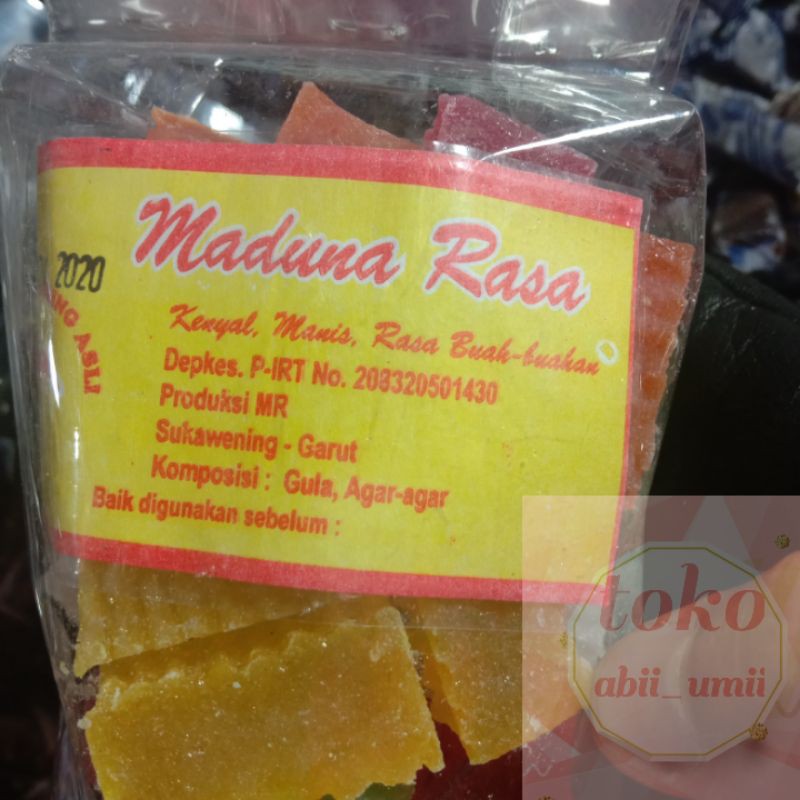 Maduna Rasa
2020
Kenyal, Manis, Rasa Buah-buahan
ASLI
Depkes. P-IRT No. 208320501430
Produksi MR
Sukawening - Garut
Komposisi : Gula, Agar-agar
Baik digunakan sebelum :
toko
abii_umii